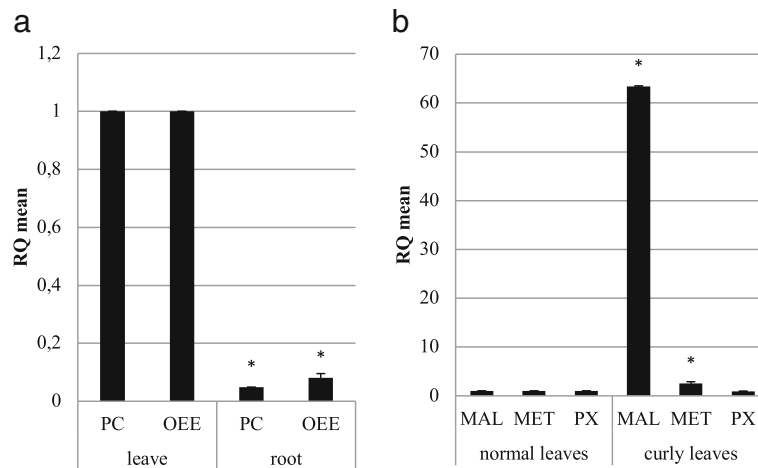 a
1,2
1
0,8
0,6
0,4
0,2
0
RQ mean
* *
PC OEE PC OEE
leave root
b
70
60
50
40
30
20
10
0
RQ mean
* *
MAL MET PX MAL MET PX
normal leaves curly leaves